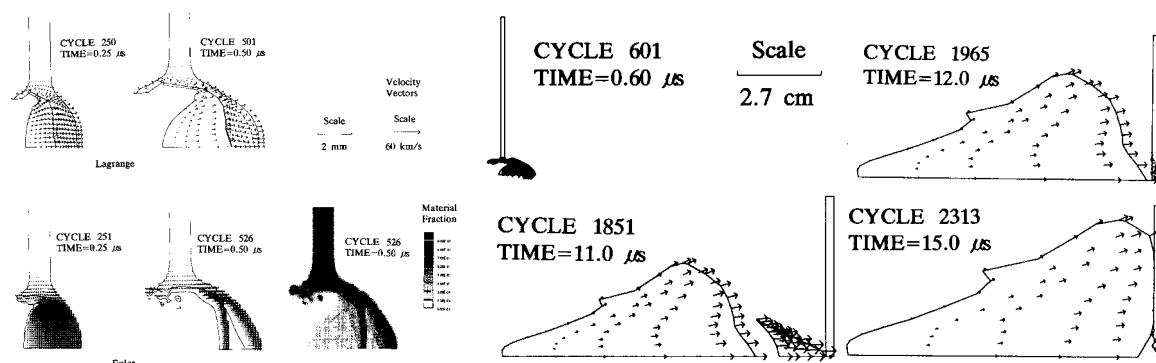 CYCLE 250
TIME=0.25 μs
CYCLE 501
TIME=0.50 μs
Velocity
Vectors
Scale
2 mm
Scale
60 km/s
Lagrange
CYCLE 251
TIME=0.25 μs
CYCLE 526
TIME=0.50 μs
CYCLE 526
TIME=0.50 μs
Material
Fraction
Euler
CYCLE 601
TIME=0.60 μs
Scale
2.7 cm
CYCLE 1965
TIME=12.0 μs
CYCLE 1851
TIME=11.0 μs
CYCLE 2313
TIME=15.0 μs